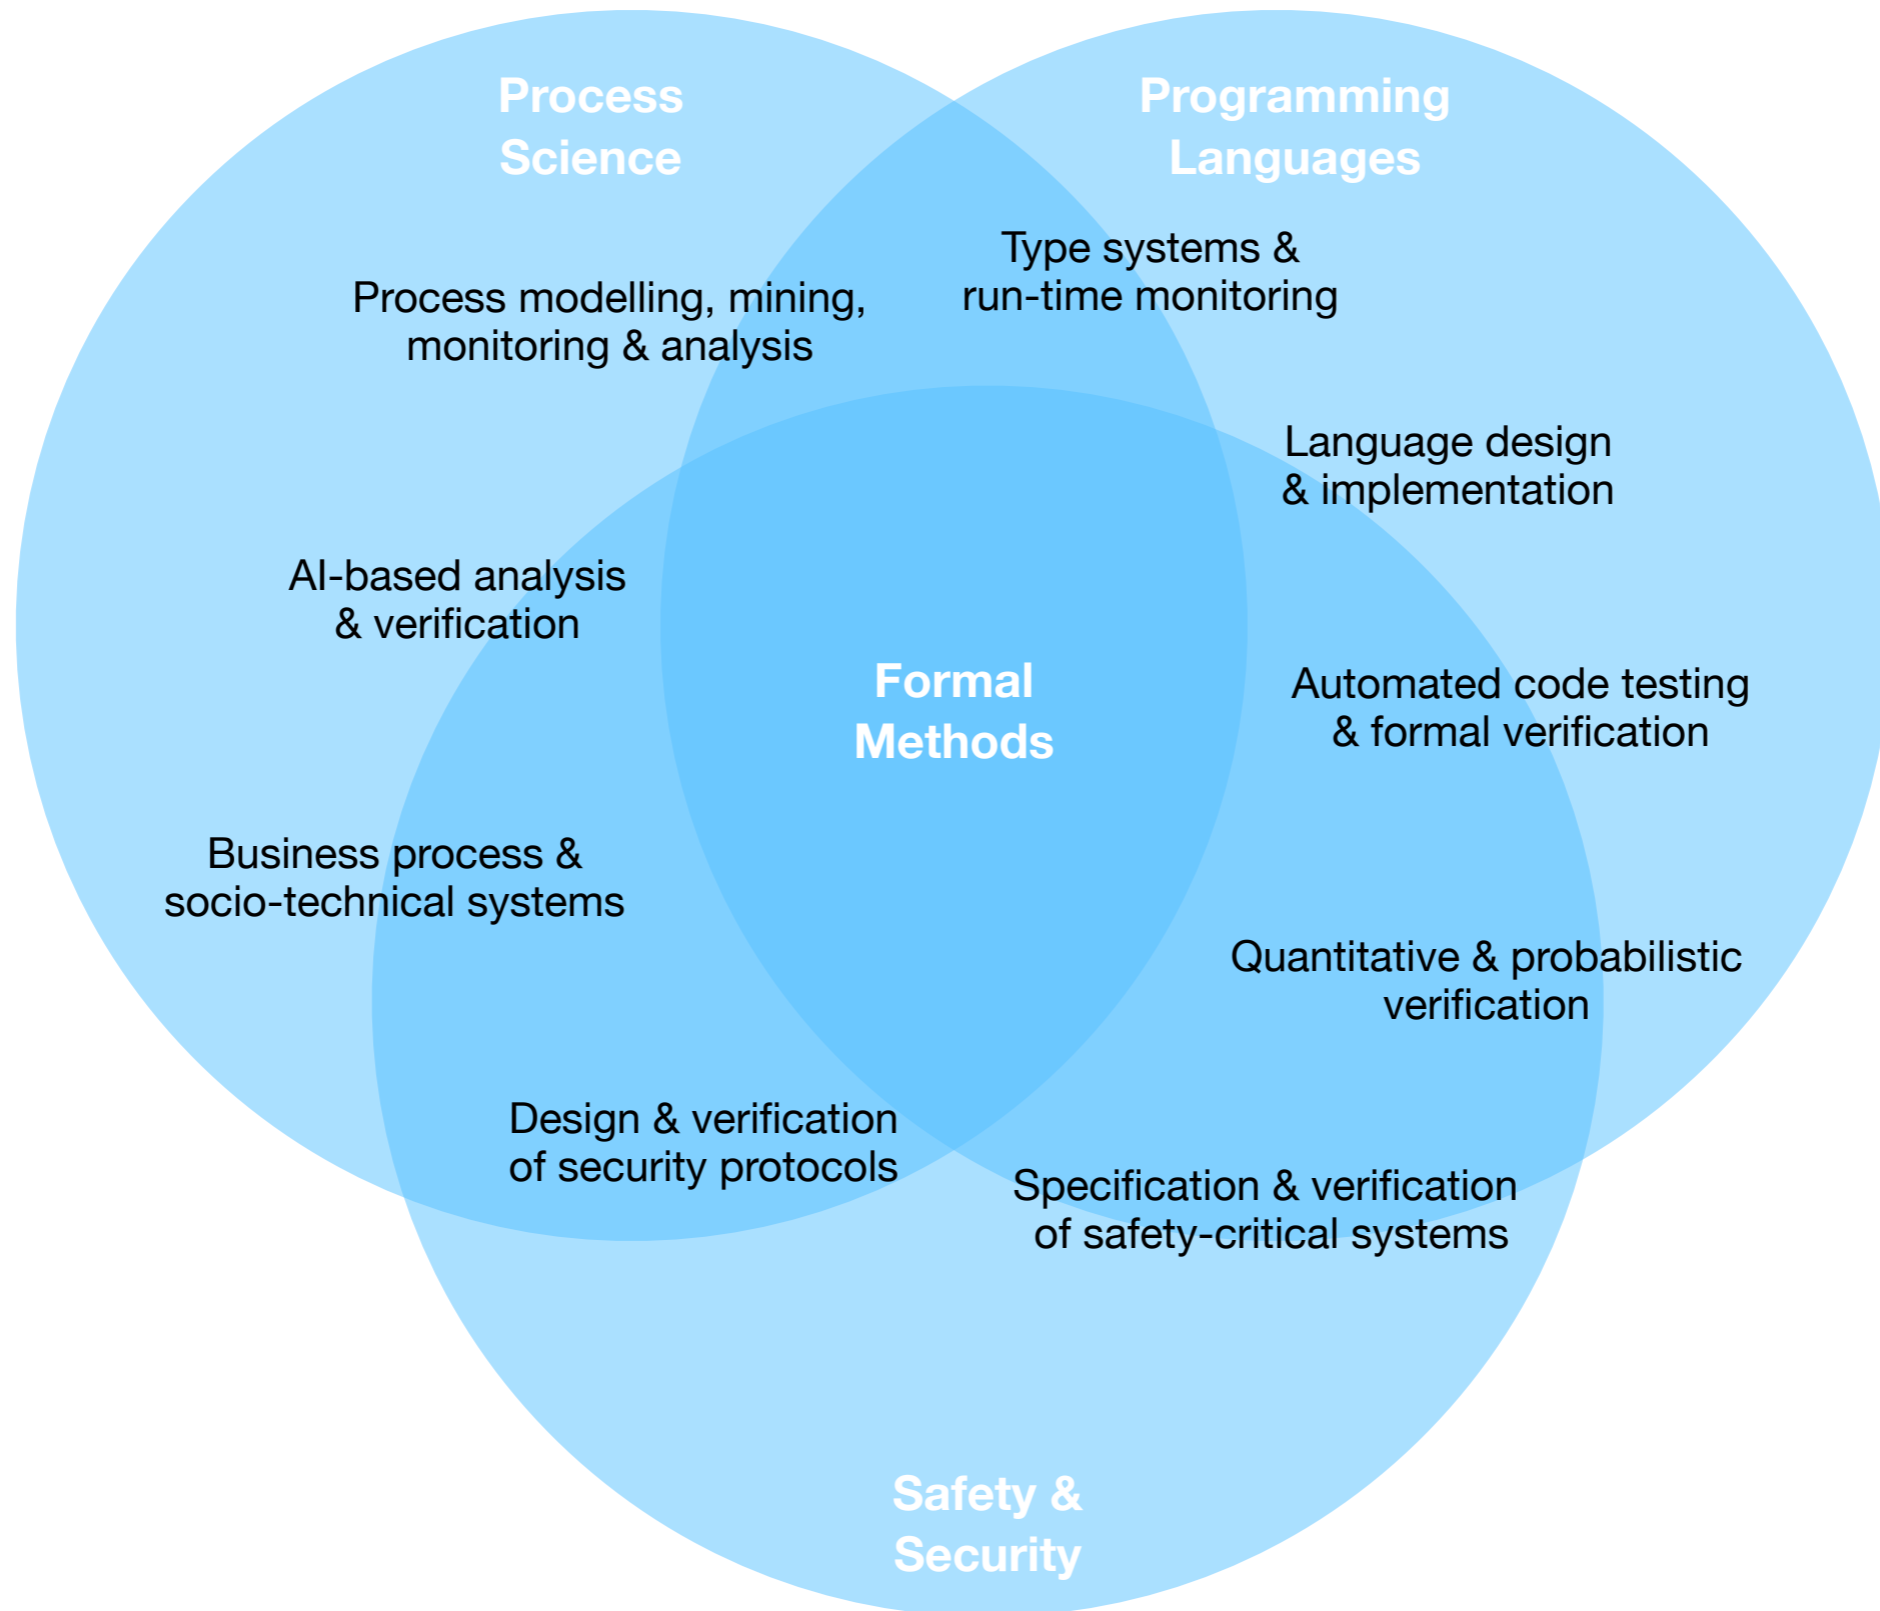 Process
Science
Programming
Languages
Type systems &
run-time monitoring
Process modelling, mining,
monitoring & analysis
Language design
& implementation
AI-based analysis
& verification
Formal
Methods
Automated code testing
& formal verification
Business process &
socio-technical systems
Quantitative & probabilistic
verification
Design & verification
of security protocols
Specification & verification
of safety-critical systems
Safety &
Security